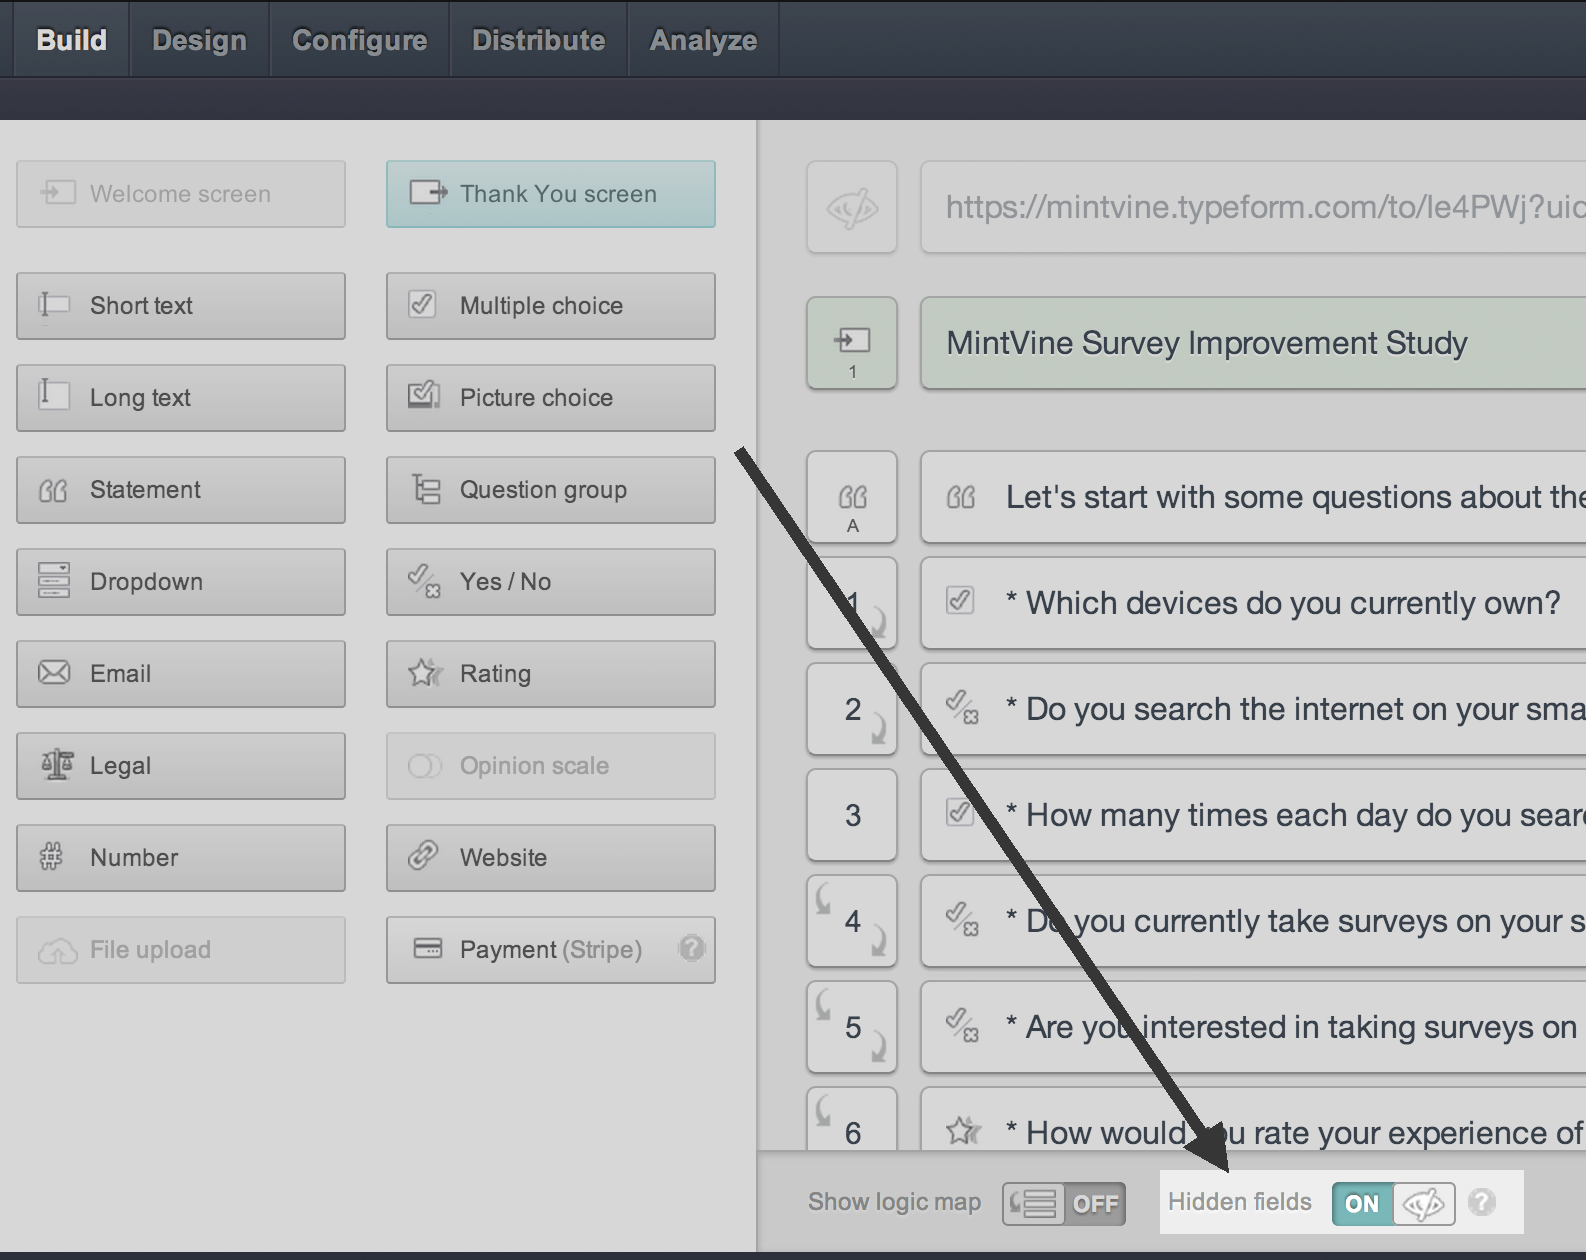 Build Design Configure Distribute Analyze
Welcome screen
Thank You screen
Short text
Multiple choice
Long text
Picture choice
Statement
Question group
Dropdown
Yes / No
Email
Rating
Legal
Opinion scale
Number
Website
File upload
Payment (Stripe) ?
https://mintvine.typeform.com/to/le4PWj?uic
1 MintVine Survey Improvement Study
A Let's start with some questions about the
1 * Which devices do you currently own?
2 * Do you search the internet on your sma
3 * How many times each day do you sear
4 * Do you currently take surveys on your s
5 * Are you interested in taking surveys on
6 * How would you rate your experience of
Show logic map OFF Hidden fields ON ?